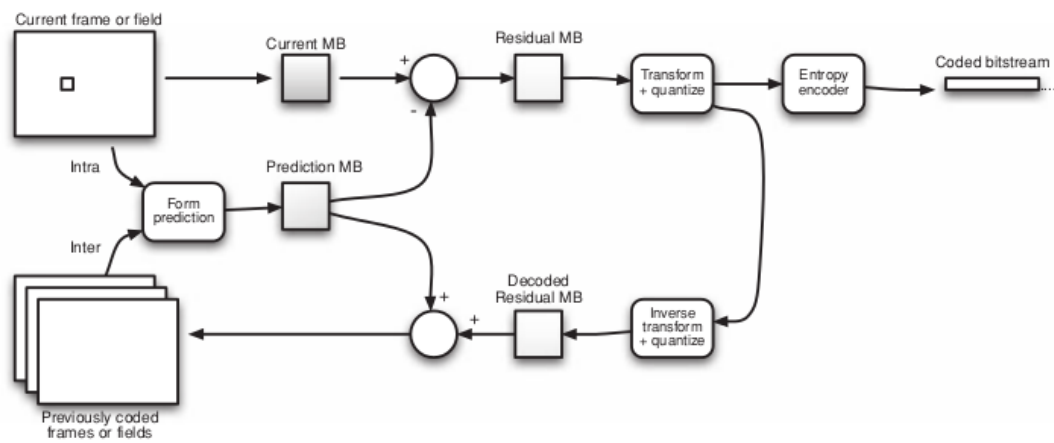 Current frame or field
Current MB
Residual MB
+
-
Transform
+ quantize
Entropy
encoder
Coded bitstream
....
Intra
Form
prediction
Prediction MB
Inter
+
+
Decoded
Residual MB
Inverse
transform
+ quantize
Previously coded
frames or fields